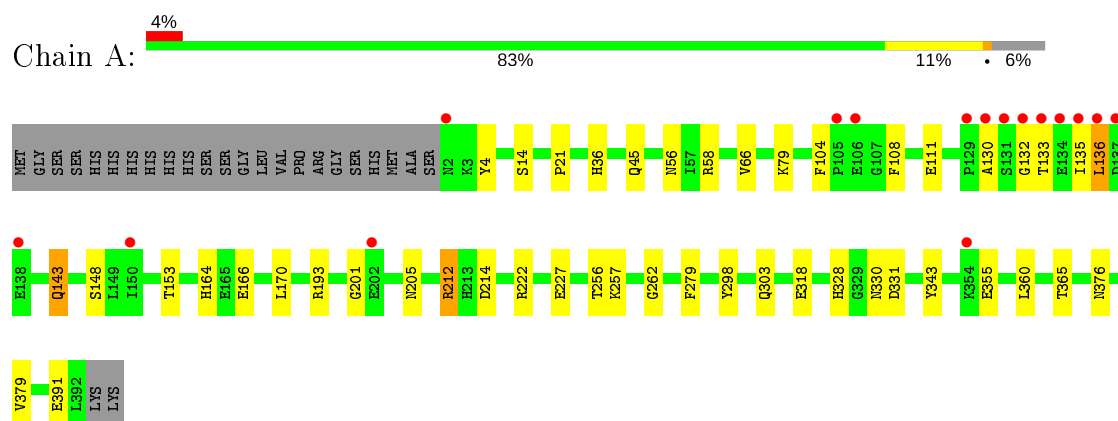 4%
Chain A:
83% 11% • 6%
MET GLY SER SER HIS HIS HIS HIS HIS HIS SER SER GLY LEU VAL PRO ARG GLY SER HIS MET ALA SER N2 K3 Y4 S14 P21 H36 Q45 N56 I57 R58 V66 K79 F104 P105 E106 G107 F108 E111 P129 A130 S131 G132 T133 E134 I135 L136 D137
E138 Q143 S148 L149 I150 T153 H164 E165 E166 L170 R193 G201 E202 N205 R212 H213 D214 R222 E227 T256 K257 G262 F279 Y298 Q303 E318 H328 G329 N330 D331 Y343 K354 E355 L360 T365 N376
V379 E391 L392 LYS LYS